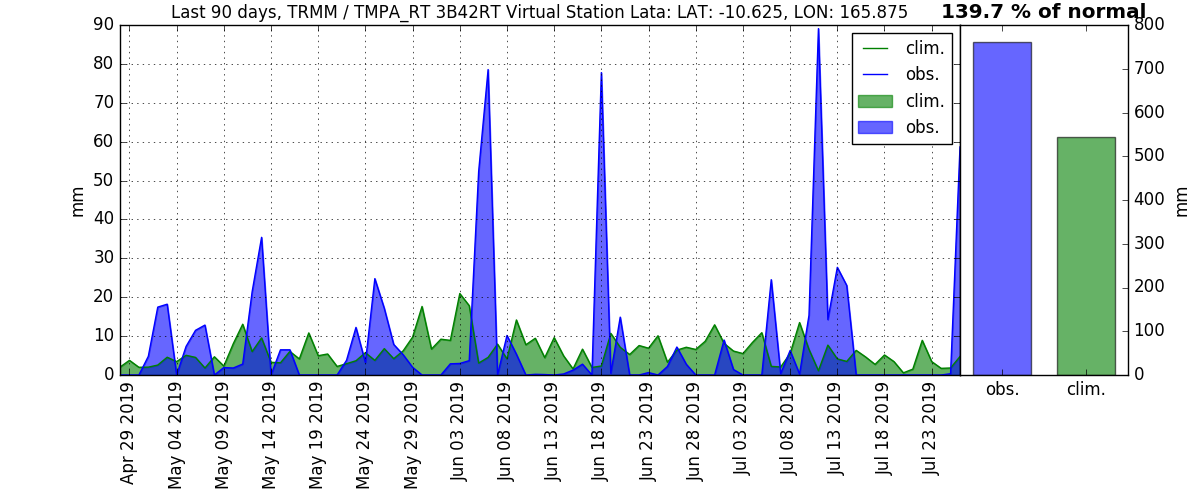 Last 90 days, TRMM / TMPA_RT 3B42RT Virtual Station Lata: LAT: -10.625, LON: 165.875
139.7 % of normal
90
80
70
60
50
40
30
20
10
0
mm
clim.
obs.
clim.
obs.
800
700
600
500
400
300
200
100
0
mm
obs.
clim.
Apr 29 2019
May 04 2019
May 09 2019
May 14 2019
May 19 2019
May 24 2019
May 29 2019
Jun 03 2019
Jun 08 2019
Jun 13 2019
Jun 18 2019
Jun 23 2019
Jun 28 2019
Jul 03 2019
Jul 08 2019
Jul 13 2019
Jul 18 2019
Jul 23 2019